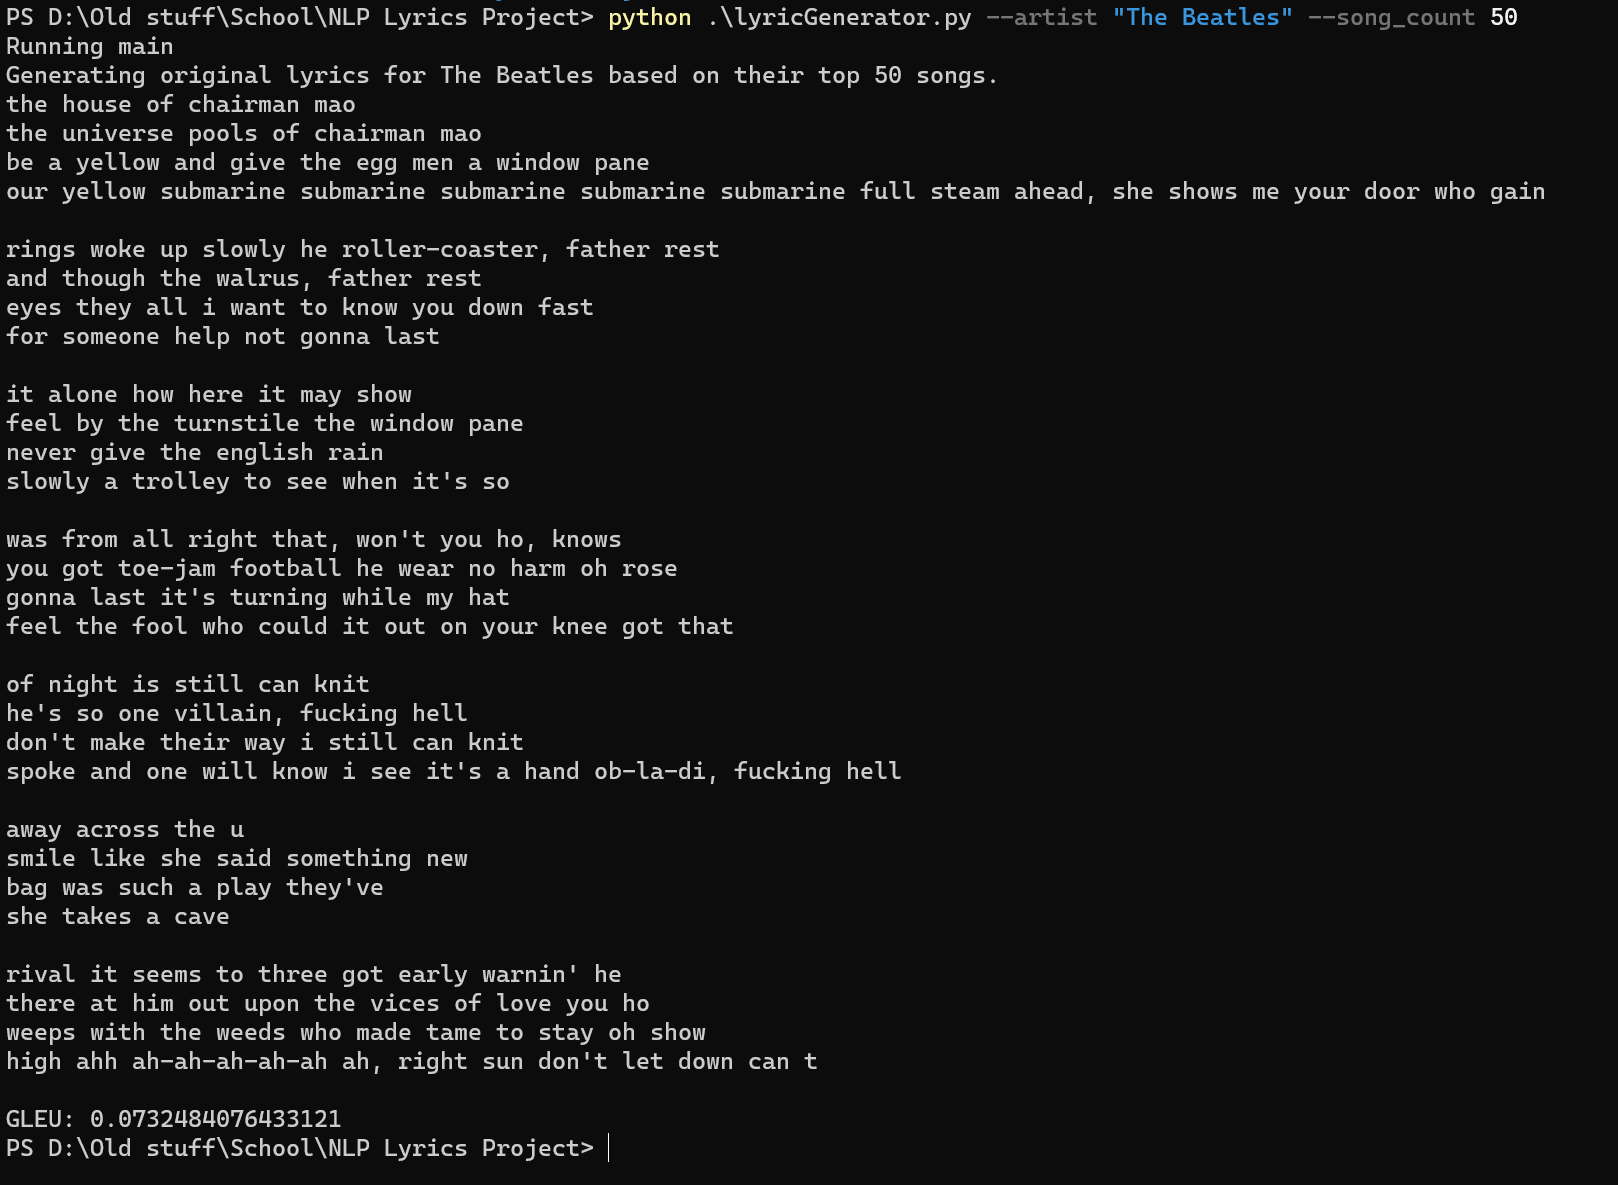 PS D:\Old stuff\School\NLP Lyrics Project> python .\lyricGenerator.py --artist "The Beatles" --song_count 50
Running main
Generating original lyrics for The Beatles based on their top 50 songs.
the house of chairman mao
the universe pools of chairman mao
be a yellow and give the egg men a window pane
our yellow submarine submarine submarine submarine submarine full steam ahead, she shows me your door who gain

rings woke up slowly he roller-coaster, father rest
and though the walrus, father rest
eyes they all i want to know you down fast
for someone help not gonna last

it alone how here it may show
feel by the turnstile the window pane
never give the english rain
slowly a trolley to see when it's so

was from all right that, won't you ho, knows
you got toe-jam football he wear no harm oh rose
gonna last it's turning while my hat
feel the fool who could it out on your knee got that

of night is still can knit
he's so one villain, fucking hell
don't make their way i still can knit
spoke and one will know i see it's a hand ob-la-di, fucking hell

away across the u
smile like she said something new
bag was such a play they've
she takes a cave

rival it seems to three got early warnin' he
there at him out upon the vices of love you ho
weeps with the weeds who made tame to stay oh show
high ahh ah-ah-ah-ah-ah ah, right sun don't let down can t

GLEU: 0.0732484076433121
PS D:\Old stuff\School\NLP Lyrics Project>